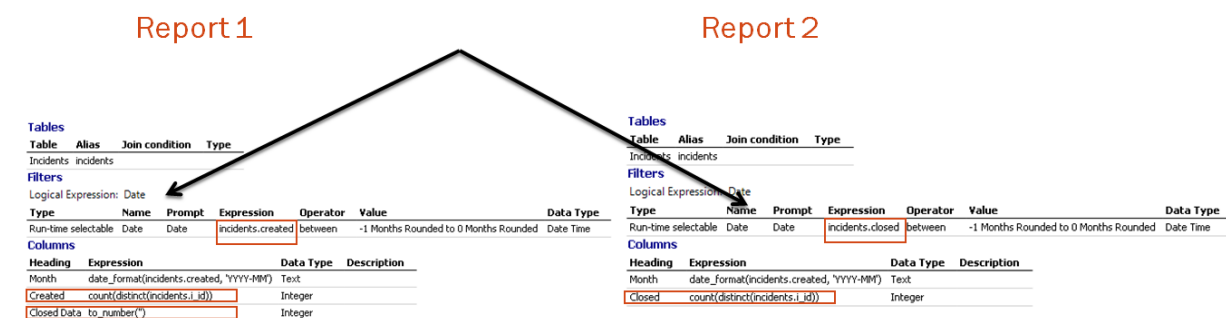 Report 1
Tables
Table Alias Join condition Type
Incidents incidents
Filters
Logical Expression: Date
Type Name Prompt Expression Operator Value Data Type
Run-time selectable Date Date incidents.created between -1 Months Rounded to 0 Months Rounded Date Time
Columns
Heading Expression Data Type Description
Month date_format(incidents.created, 'YYYY-MM') Text
Created count(distinct(incidents.i_id)) Integer
Closed Data to_number('') Integer
Report 2
Tables
Table Alias Join condition Type
Incidents incidents
Filters
Logical Expression: Date
Type Name Prompt Expression Operator Value Data Type
Run-time selectable Date Date incidents.closed between -1 Months Rounded to 0 Months Rounded Date Time
Columns
Heading Expression Data Type Description
Month date_format(incidents.created, 'YYYY-MM') Text
Closed count(distinct(incidents.i_id)) Integer